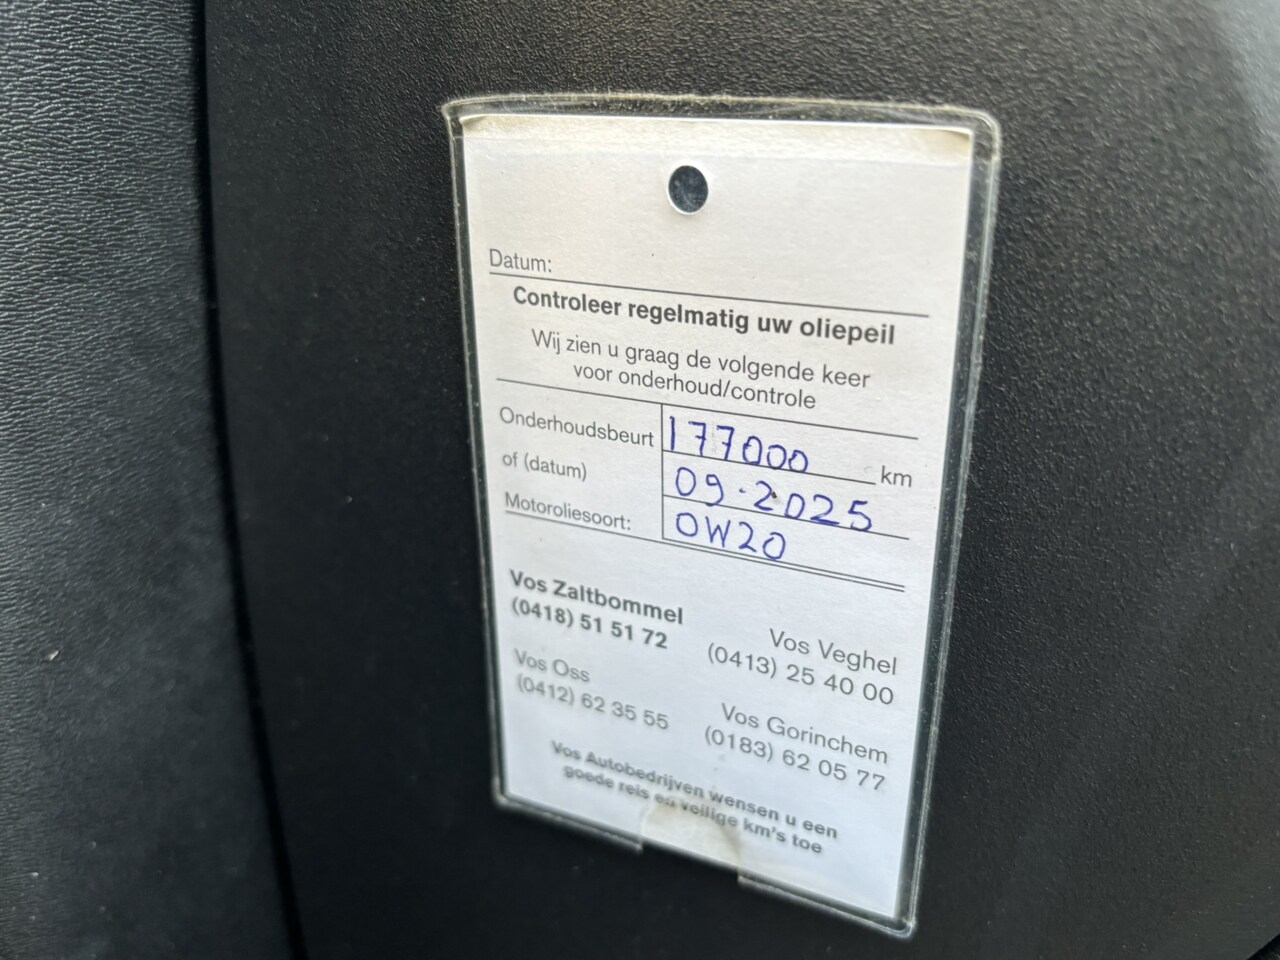 Datum:
Controleer regelmatig uw oliepeil
Wij zien u graag de volgende keer
voor onderhoud/controle
Onderhoudsbeurt 177000 km
of (datum) 09.2025
Motoroliesoort: 0W20
Vos Zaltbommel
(0418) 51 51 72
Vos Veghel
(0413) 25 40 00
Vos Oss
(0412) 62 35 55
Vos Gorinchem
(0183) 62 05 77
Vos Autobedrijven wensen u een
goede reis en veilige km's toe